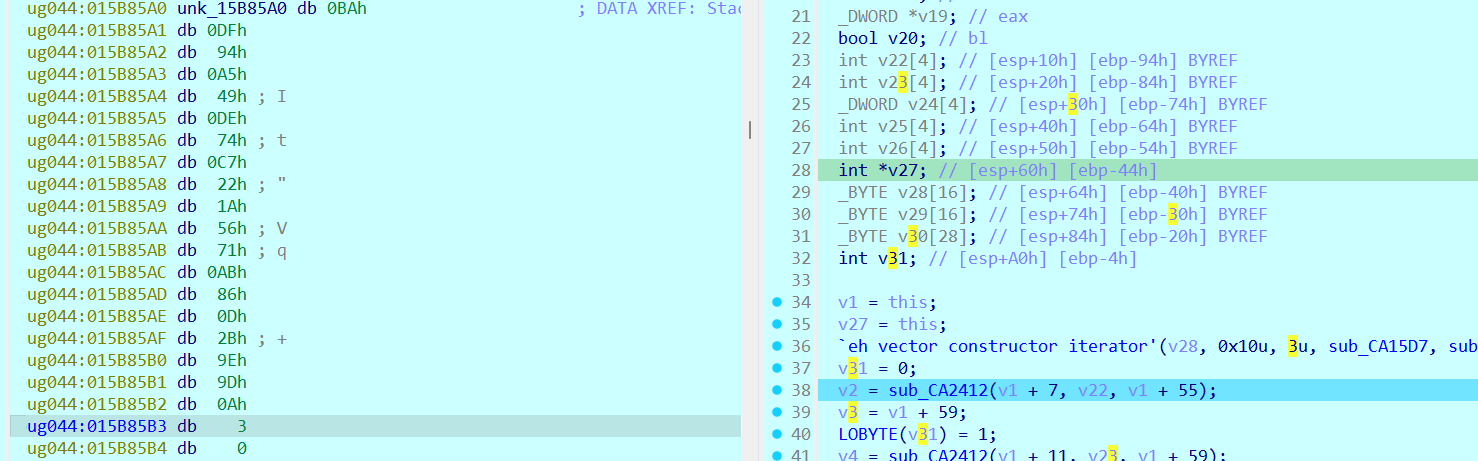 ug044:015B85A0 unk_15B85A0 db 0BAh ; DATA XREF: Stac
ug044:015B85A1 db 0DFh
ug044:015B85A2 db 94h
ug044:015B85A3 db 0A5h
ug044:015B85A4 db 49h ; I
ug044:015B85A5 db 0DEh
ug044:015B85A6 db 74h ; t
ug044:015B85A7 db 0C7h
ug044:015B85A8 db 22h ; "
ug044:015B85A9 db 1Ah
ug044:015B85AA db 56h ; V
ug044:015B85AB db 71h ; q
ug044:015B85AC db 0ABh
ug044:015B85AD db 86h
ug044:015B85AE db 0Dh
ug044:015B85AF db 2Bh ; +
ug044:015B85B0 db 9Eh
ug044:015B85B1 db 9Dh
ug044:015B85B2 db 0Ah
ug044:015B85B3 db 3
ug044:015B85B4 db 0
21 _DWORD *v19; // eax
22 bool v20; // bl
23 int v22[4]; // [esp+10h] [ebp-94h] BYREF
24 int v23[4]; // [esp+20h] [ebp-84h] BYREF
25 _DWORD v24[4]; // [esp+30h] [ebp-74h] BYREF
26 int v25[4]; // [esp+40h] [ebp-64h] BYREF
27 int v26[4]; // [esp+50h] [ebp-54h] BYREF
28 int *v27; // [esp+60h] [ebp-44h]
29 _BYTE v28[16]; // [esp+64h] [ebp-40h] BYREF
30 _BYTE v29[16]; // [esp+74h] [ebp-30h] BYREF
31 _BYTE v30[28]; // [esp+84h] [ebp-20h] BYREF
32 int v31; // [esp+A0h] [ebp-4h]
33
34 v1 = this;
35 v27 = this;
36 `eh vector constructor iterator'(v28, 0x10u, 3u, sub_CA15D7, sub
37 v31 = 0;
38 v2 = sub_CA2412(v1 + 7, v22, v1 + 55);
39 v3 = v1 + 59;
40 LOBYTE(v31) = 1;
41 v4 = sub_CA2412(v1 + 11, v23, v1 + 59);